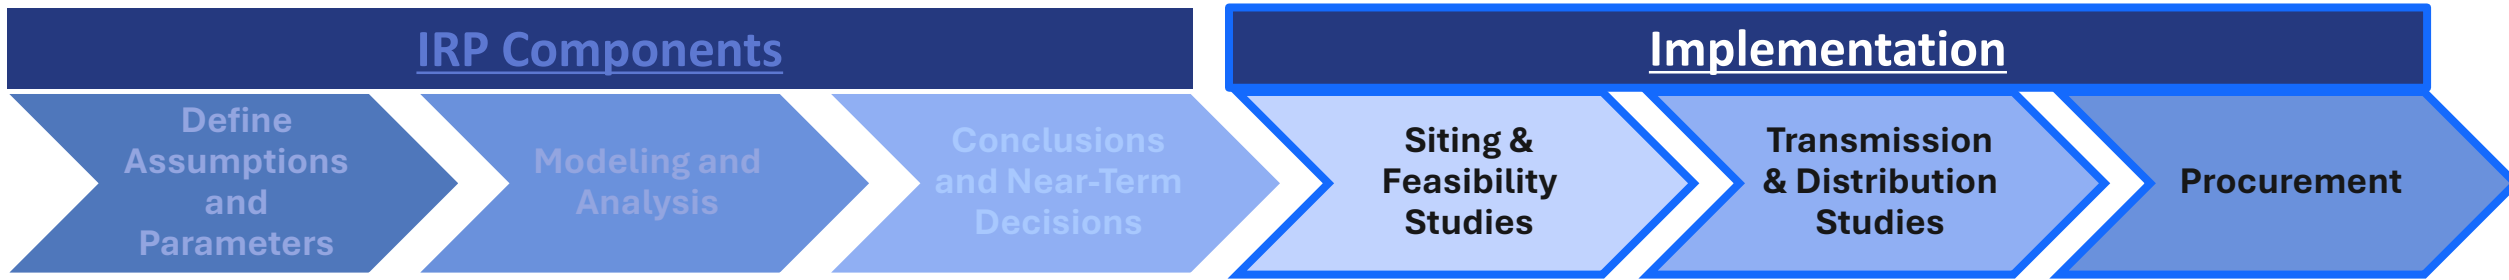 IRP Components
Implementation
Define
Assumptions
and
Parameters
Modeling and
Analysis
Conclusions
and Near-Term
Decisions
Siting &
Feasibility
Studies
Transmission
& Distribution
Studies
Procurement